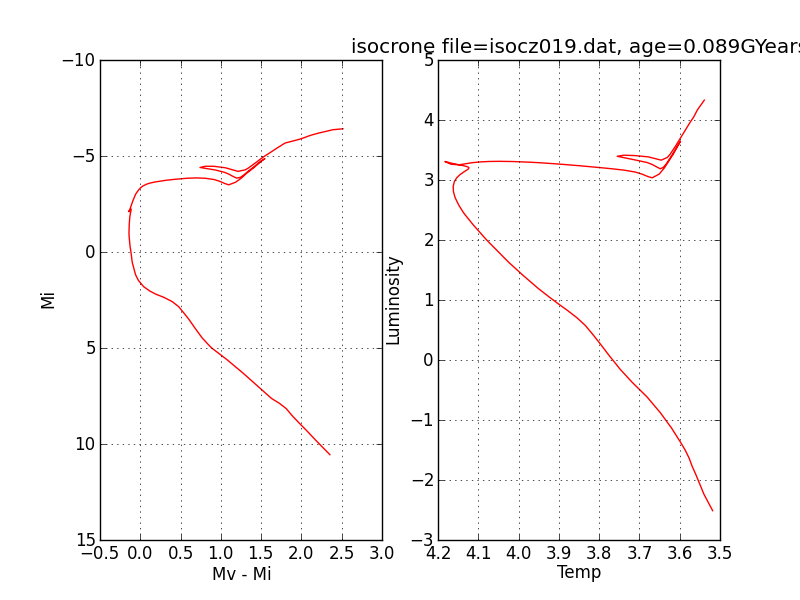 isocrone file=isocz019.dat, age=0.089GYears
−10
−5
0
5
10
15
−0.5 0.0 0.5 1.0 1.5 2.0 2.5 3.0
Mv - Mi
Mi
5
4
3
2
1
0
−1
−2
−3
4.2 4.1 4.0 3.9 3.8 3.7 3.6 3.5
Temp
Luminosity